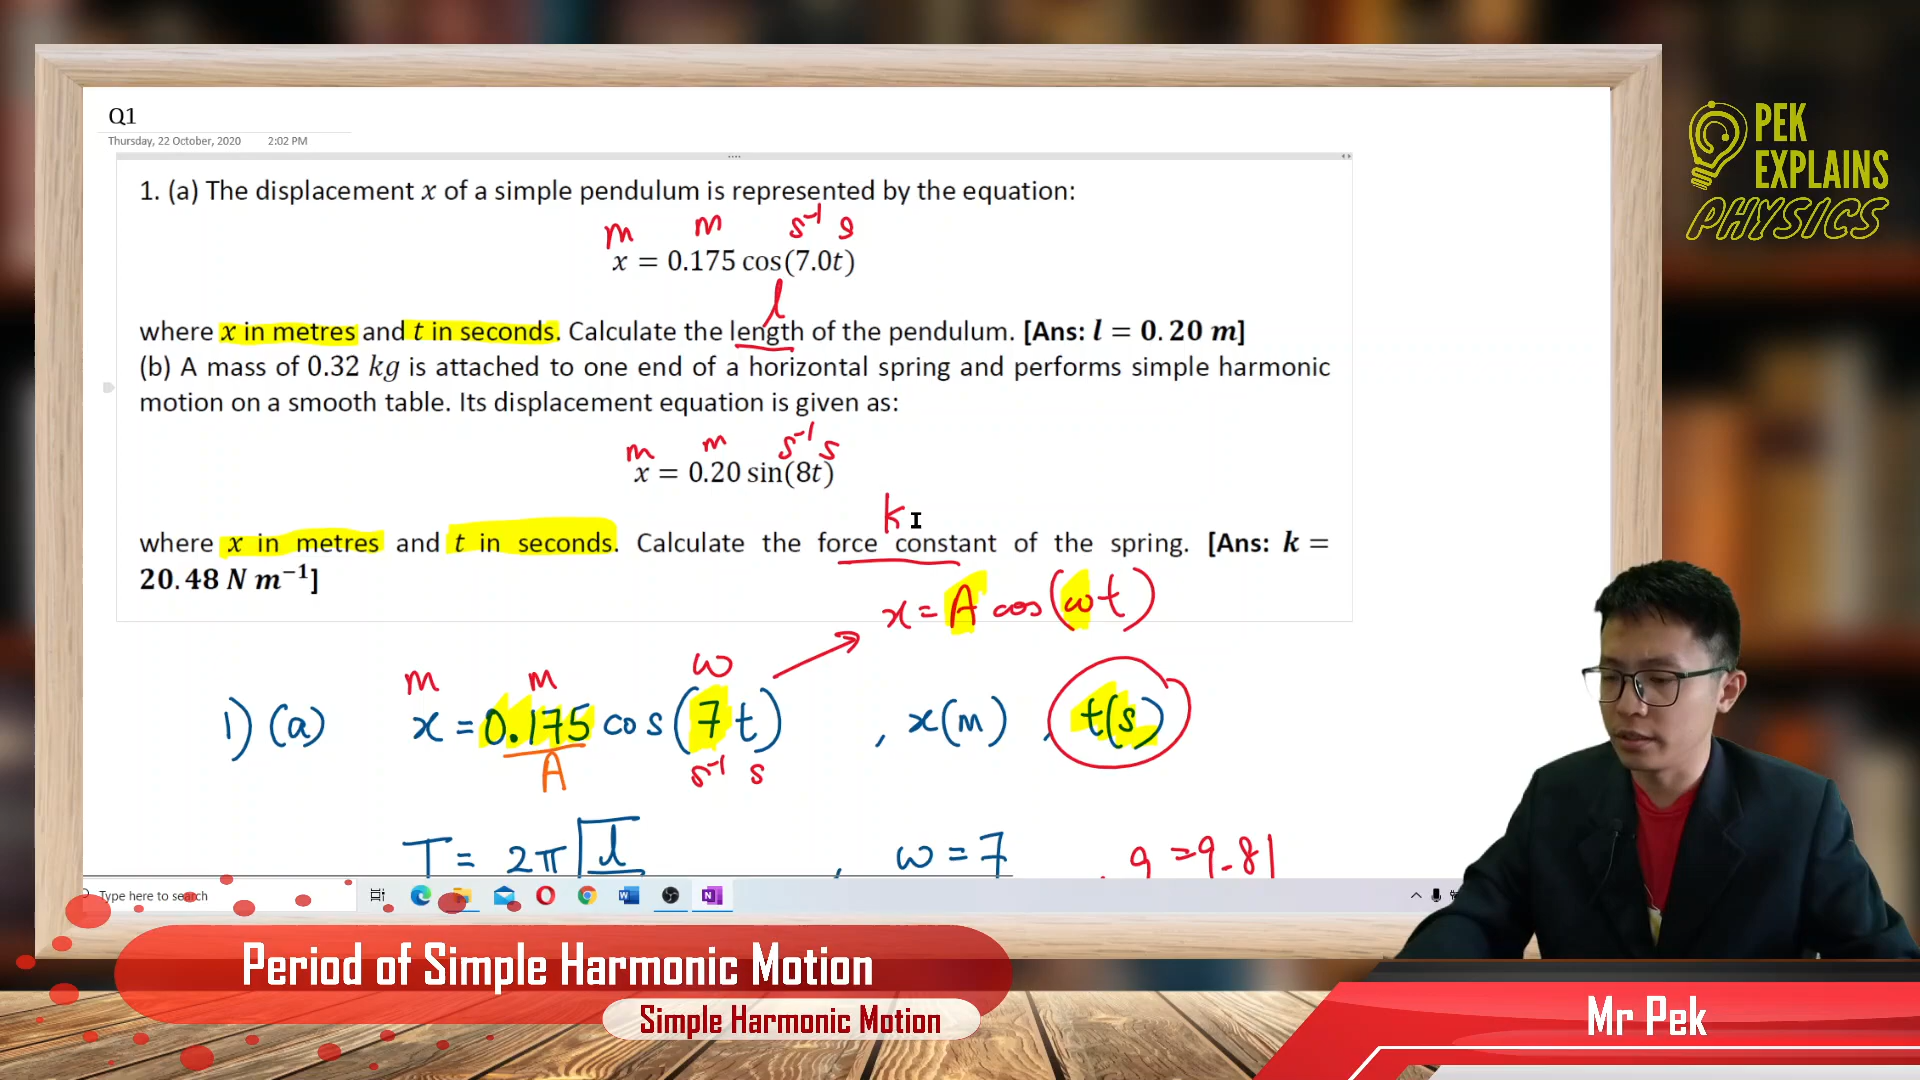 Q1
Thursday, 22 October, 2020 2:02 PM
PEK
EXPLAINS
PHYSICS
1. (a) The displacement x of a simple pendulum is represented by the equation:
m m s⁻¹ s
x = 0.175 cos(7.0t)
l
where x in metres and t in seconds. Calculate the length of the pendulum. [Ans: l = 0.20 m]
(b) A mass of 0.32 kg is attached to one end of a horizontal spring and performs simple harmonic
motion on a smooth table. Its displacement equation is given as:
m m s⁻¹ s
x = 0.20 sin(8t)
k
where x in metres and t in seconds. Calculate the force constant of the spring. [Ans: k =
20.48 N m⁻¹]
x = A cos(ωt)
m m ω
1) (a) x = 0.175 cos(7t) , x(m) , t(s)
A s⁻¹ s
T = 2π√l , ω = 7 , g = 9.81
Type here to search
Period of Simple Harmonic Motion
Simple Harmonic Motion
Mr Pek